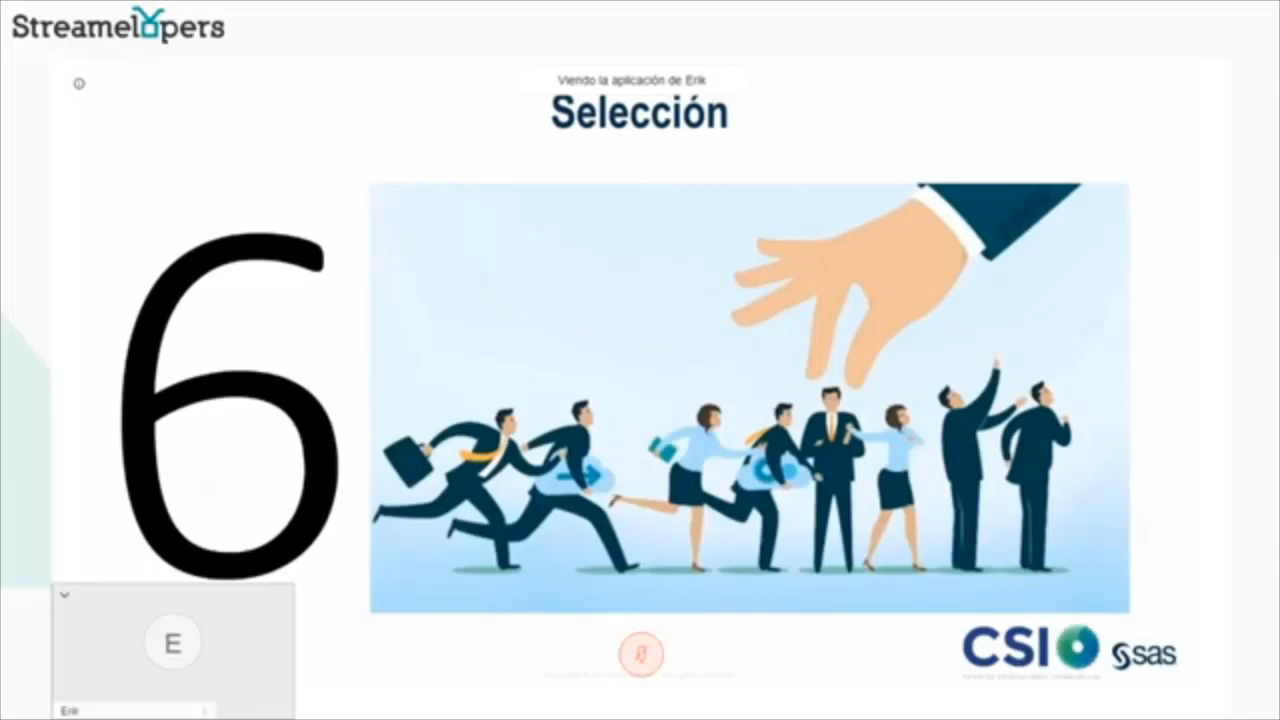 Streamelopers
Viendo la aplicación de Erik
Selección
6
E
Erik
CSI
sas